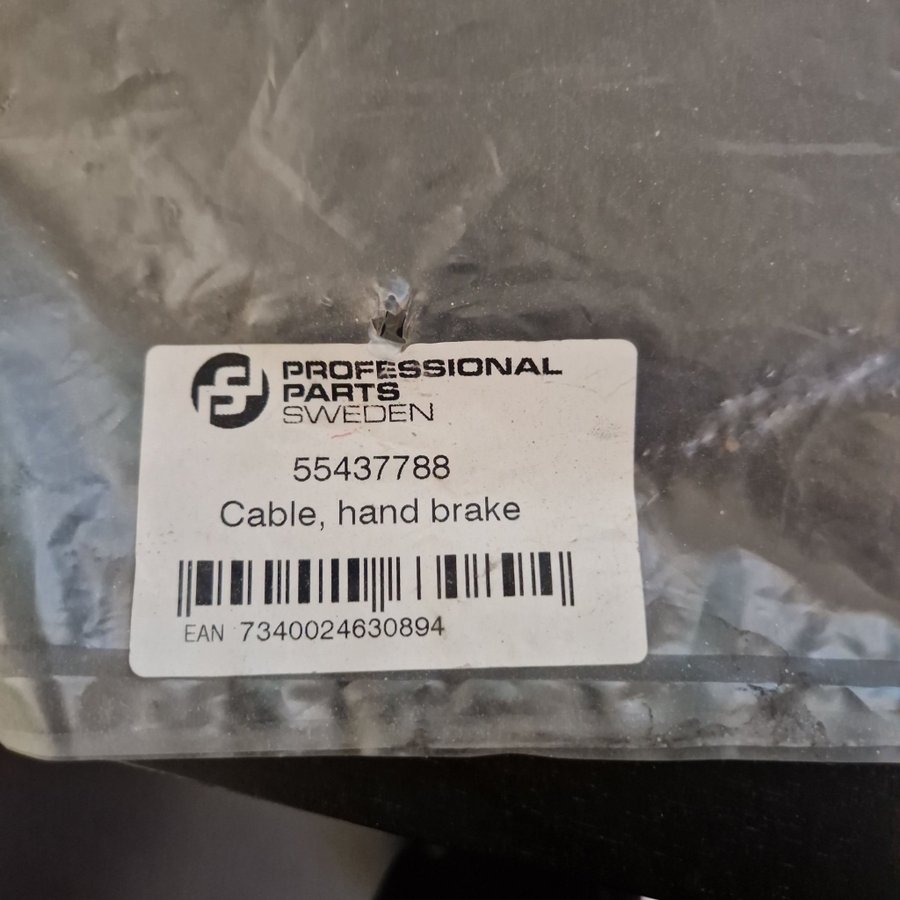 PROFESSIONAL
PARTS
SWEDEN
55437788
Cable, hand brake
EAN 7340024630894